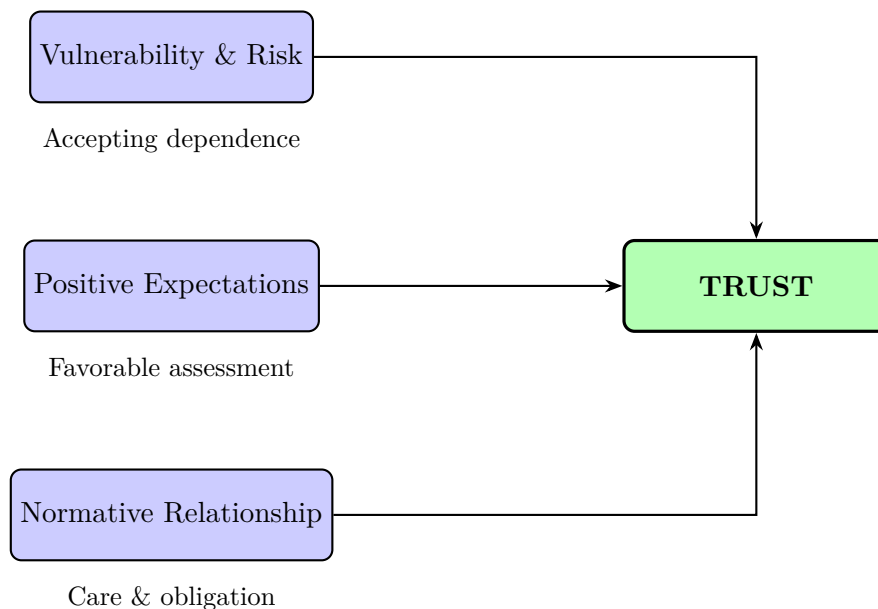 Vulnerability & Risk
Accepting dependence
Positive Expectations
TRUST
Favorable assessment
Normative Relationship
Care & obligation